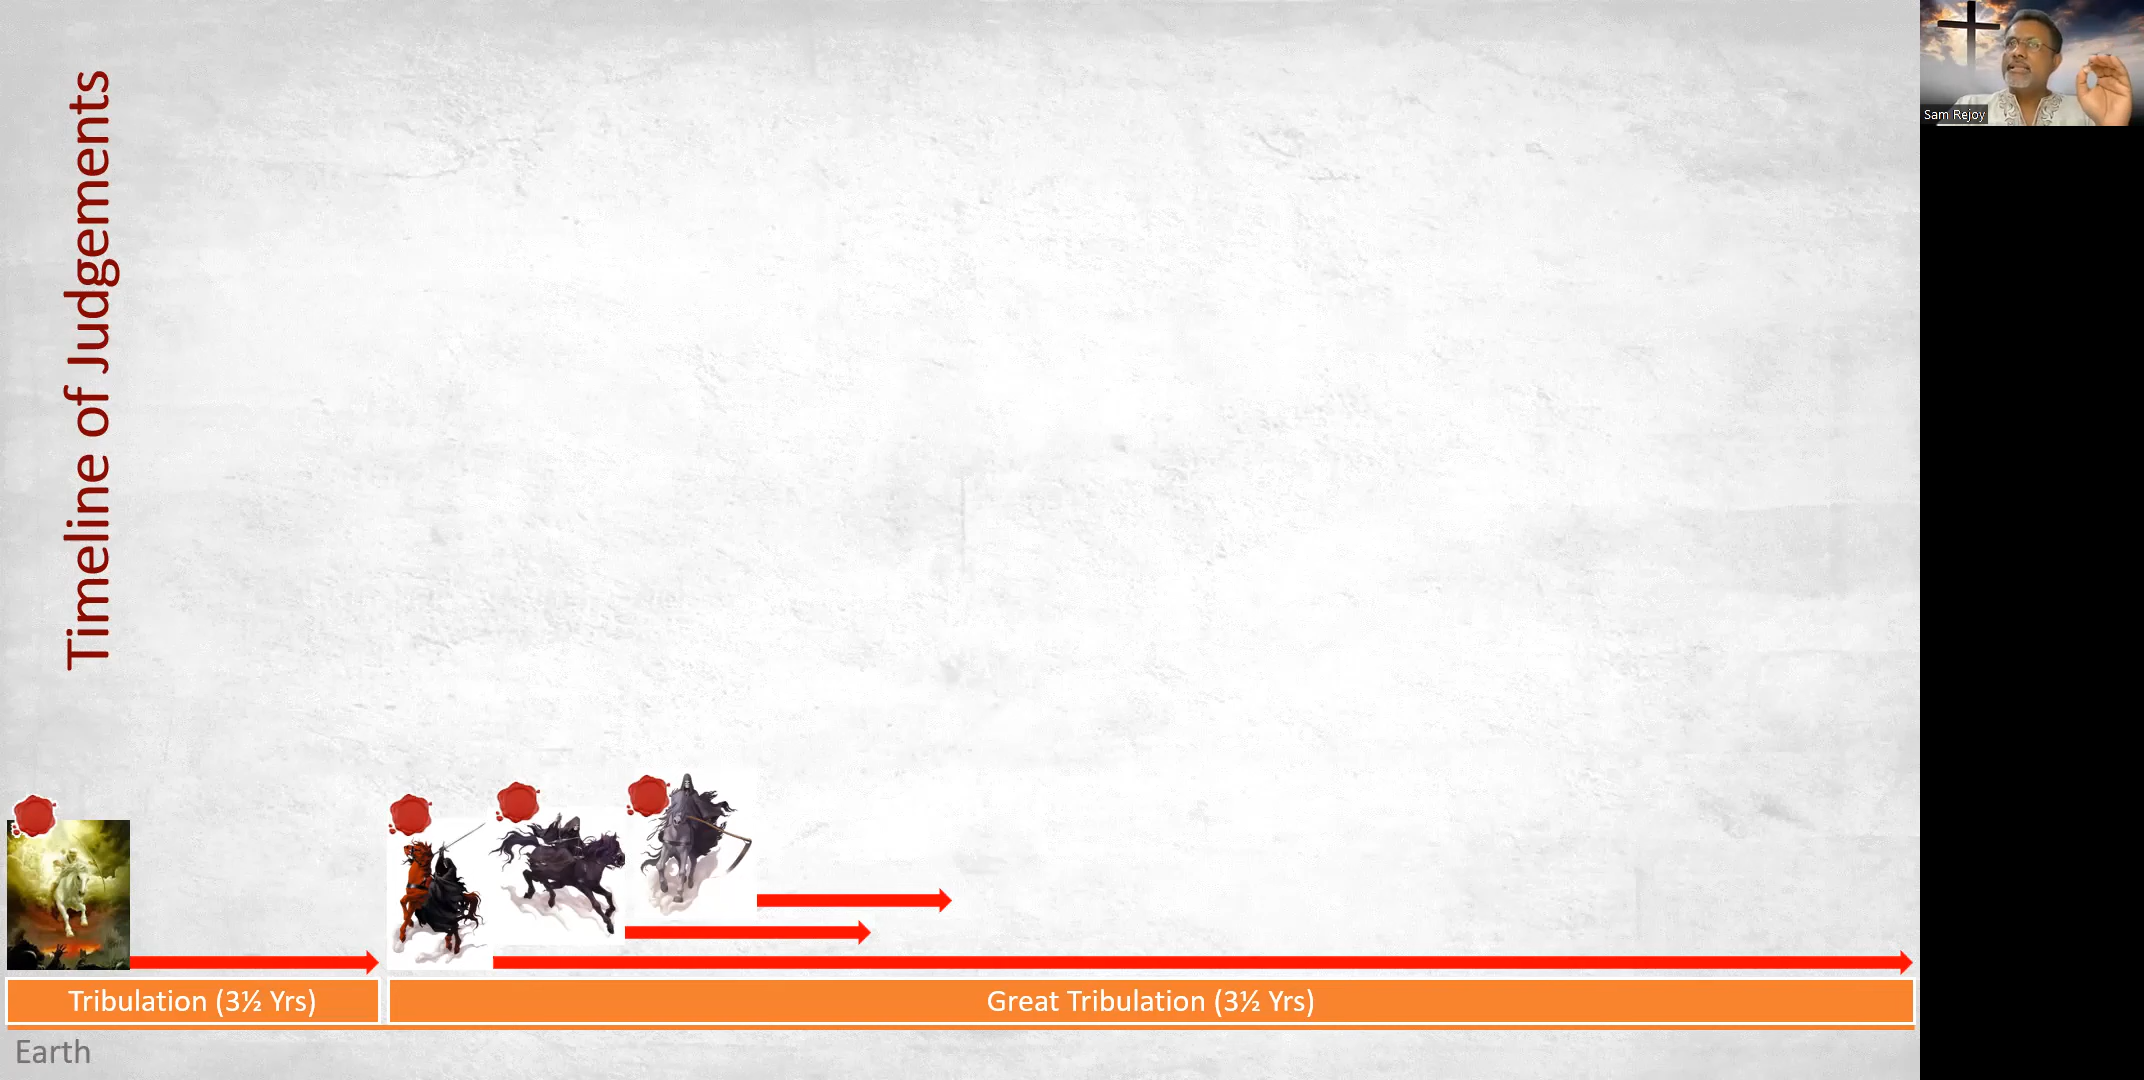 Timeline of Judgements
Sam Rejoy
Tribulation (3½ Yrs)
Great Tribulation (3½ Yrs)
Earth